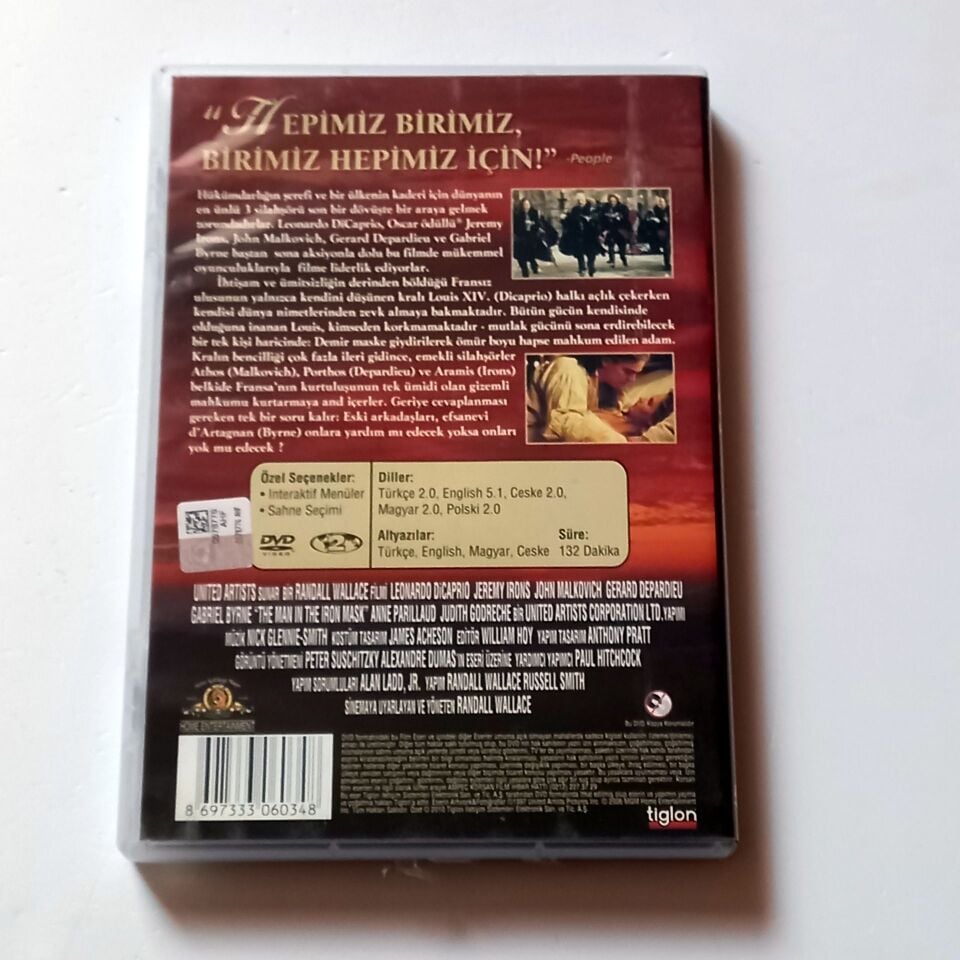 "HEPİMİZ BİRİMİZ,
BİRİMİZ HEPİMİZ İÇİN!" -People
Hükümdarlığın şerefi ve bir ülkenin kaderi için dünyanın
en ünlü 3 silahşörü son bir dövüşte bir araya gelmek
zorundadırlar. Leonardo DiCaprio, Oscar ödüllü* Jeremy
Irons, John Malkovich, Gerard Depardieu ve Gabriel
Byrne baştan sona aksiyonla dolu bu filmde mükemmel
oyunculuklarıyla filme liderlik ediyorlar.
İhtişam ve ümitsizliğin derinden böldüğü Fransız
ulusunun yalnızca kendini düşünen kralı Louis XIV. (Dicaprio) halkı açlık çekerken
kendisi dünya nimetlerinden zevk almaya bakmaktadır. Bütün gücün kendisinde
olduğuna inanan Louis, kimseden korkmamaktadır - mutlak gücünü sona erdirebilecek
bir tek kişi haricinde: Demir maske giydirilerek ömür boyu hapse mahkum edilen adam.
Kralın bencilliği çok fazla ileri gidince, emekli silahşörler
Athos (Malkovich), Porthos (Depardieu) ve Aramis (Irons)
belkide Fransa'nın kurtuluşunun tek ümidi olan gizemli
mahkumu kurtarmaya and içerler. Geriye cevaplanması
gereken tek bir soru kalır: Eski arkadaşları, efsanevi
d'Artagnan (Byrne) onlara yardım mı edecek yoksa onları
yok mu edecek ?
Özel Seçenekler:
• Interaktif Menüler
• Sahne Seçimi
DVD
VIDEO
2
Diller:
Türkçe 2.0, English 5.1, Ceske 2.0,
Magyar 2.0, Polski 2.0
Altyazılar:
Türkçe, English, Magyar, Ceske
Süre:
132 Dakika
AHF
UNITED ARTISTS SUNAR BİR RANDALL WALLACE FİLMİ LEONARDO DiCAPRIO JEREMY IRONS JOHN MALKOVICH GERARD DEPARDIEU
GABRIEL BYRNE "THE MAN IN THE IRON MASK" ANNE PARILLAUD JUDITH GODRECHE BİR UNITED ARTISTS CORPORATION LTD. YAPIMI
MÜZİK NICK GLENNIE-SMITH KOSTÜM TASARIM JAMES ACHESON EDİTÖR WILLIAM HOY YAPIM TASARIM ANTHONY PRATT
GÖRÜNTÜ YÖNETMENİ PETER SUSCHITZKY ALEXANDRE DUMAS'IN ESERİ ÜZERİNE YARDIMCI YAPIMCI PAUL HITCHCOCK
YAPIM SORUMLULARI ALAN LADD, JR. YAPIM RANDALL WALLACE RUSSELL SMITH
SİNEMAYA UYARLAYAN VE YÖNETEN RANDALL WALLACE
HOME ENTERTAINMENT
Bu DVD Kopya Korumalıdır
8 697333 060348
tiglon